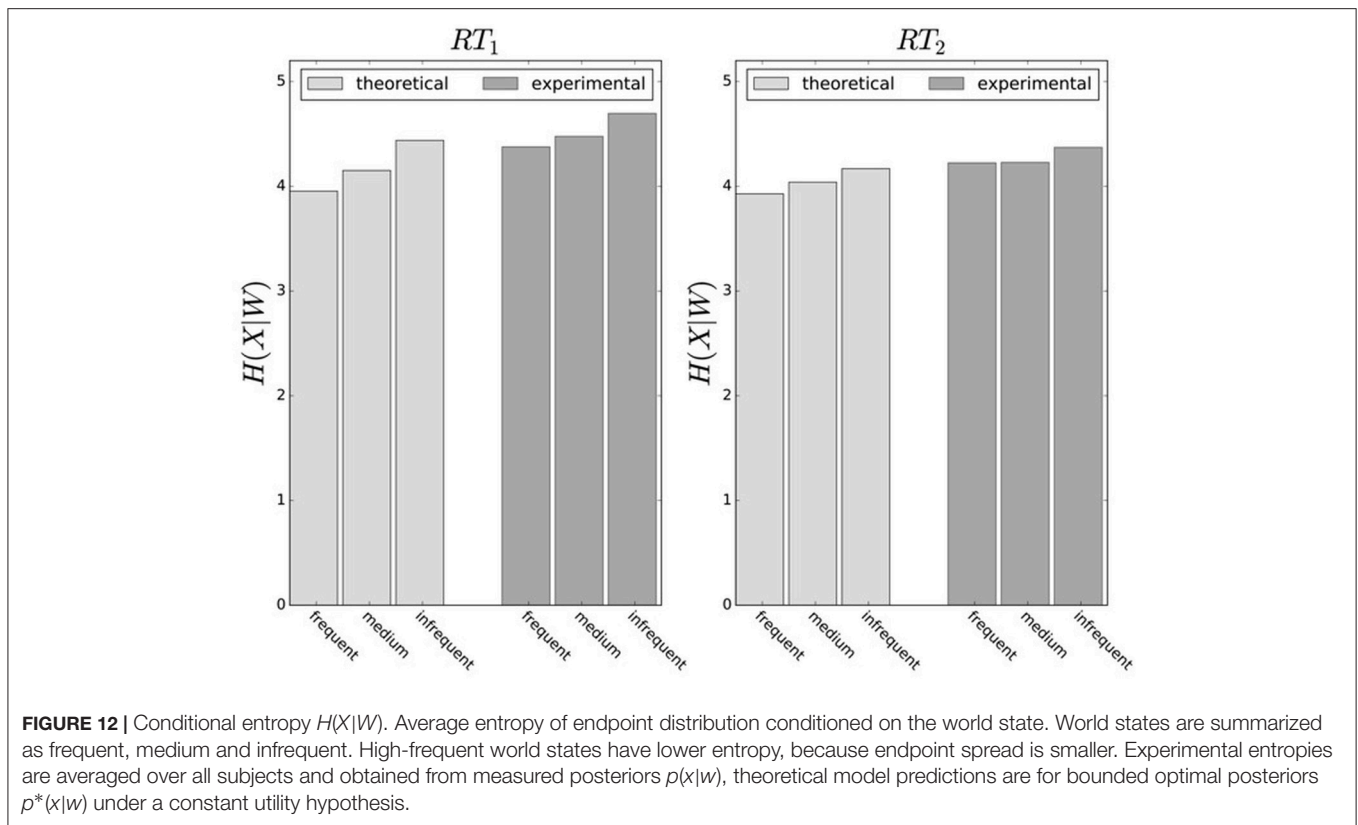 RT₁
5
theoretical
experimental
4
3
2
1
0
H(X|W)
frequent
medium
infrequent
frequent
medium
infrequent
RT₂
5
theoretical
experimental
4
3
2
1
0
H(X|W)
frequent
medium
infrequent
frequent
medium
infrequent
FIGURE 12 | Conditional entropy H(X|W). Average entropy of endpoint distribution conditioned on the world state. World states are summarized
as frequent, medium and infrequent. High-frequent world states have lower entropy, because endpoint spread is smaller. Experimental entropies
are averaged over all subjects and obtained from measured posteriors p(x|w), theoretical model predictions are for bounded optimal posteriors
p*(x|w) under a constant utility hypothesis.